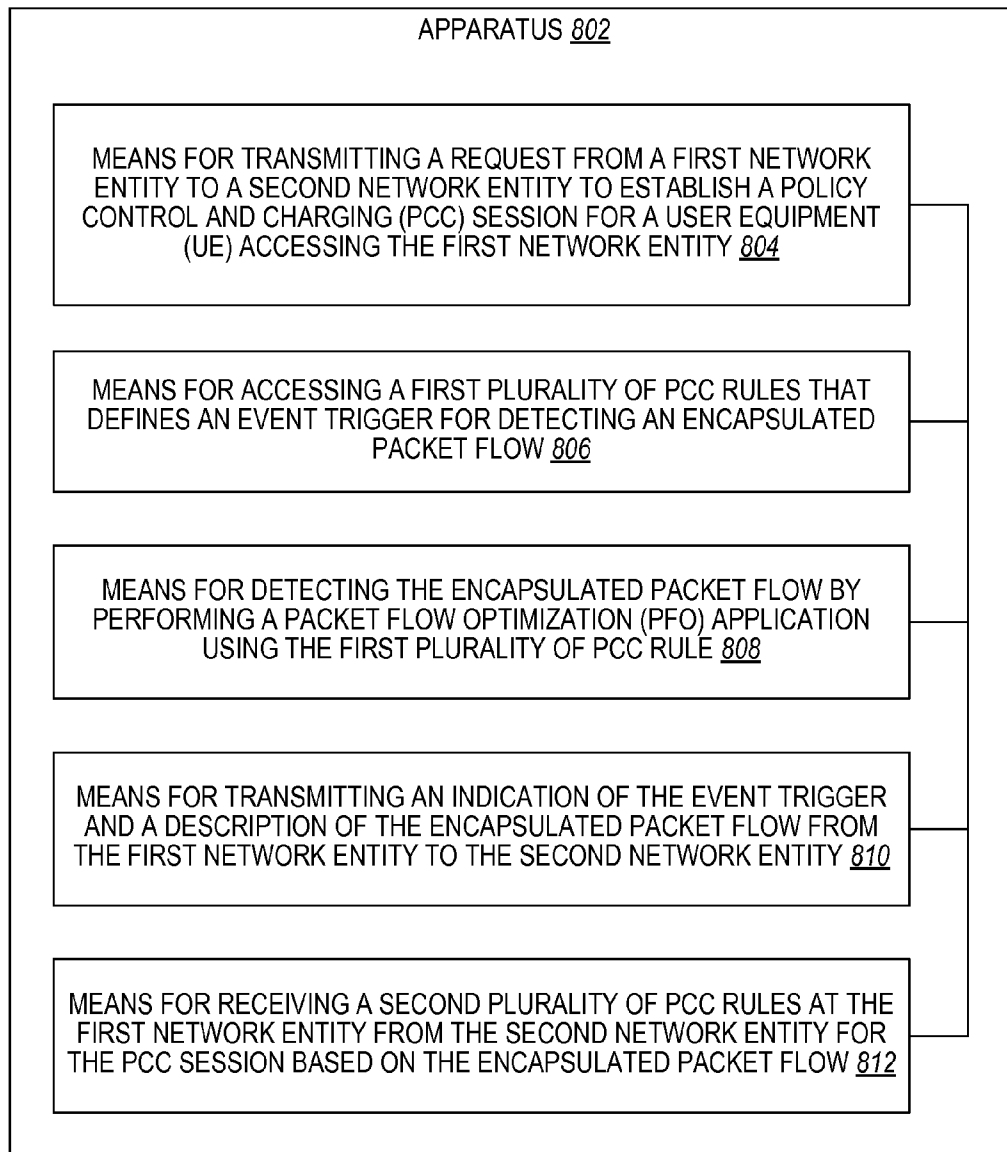 APPARATUS 802
MEANS FOR TRANSMITTING A REQUEST FROM A FIRST NETWORK
ENTITY TO A SECOND NETWORK ENTITY TO ESTABLISH A POLICY
CONTROL AND CHARGING (PCC) SESSION FOR A USER EQUIPMENT
(UE) ACCESSING THE FIRST NETWORK ENTITY 804
MEANS FOR ACCESSING A FIRST PLURALITY OF PCC RULES THAT
DEFINES AN EVENT TRIGGER FOR DETECTING AN ENCAPSULATED
PACKET FLOW 806
MEANS FOR DETECTING THE ENCAPSULATED PACKET FLOW BY
PERFORMING A PACKET FLOW OPTIMIZATION (PFO) APPLICATION
USING THE FIRST PLURALITY OF PCC RULE 808
MEANS FOR TRANSMITTING AN INDICATION OF THE EVENT TRIGGER
AND A DESCRIPTION OF THE ENCAPSULATED PACKET FLOW FROM
THE FIRST NETWORK ENTITY TO THE SECOND NETWORK ENTITY 810
MEANS FOR RECEIVING A SECOND PLURALITY OF PCC RULES AT THE
FIRST NETWORK ENTITY FROM THE SECOND NETWORK ENTITY FOR
THE PCC SESSION BASED ON THE ENCAPSULATED PACKET FLOW 812